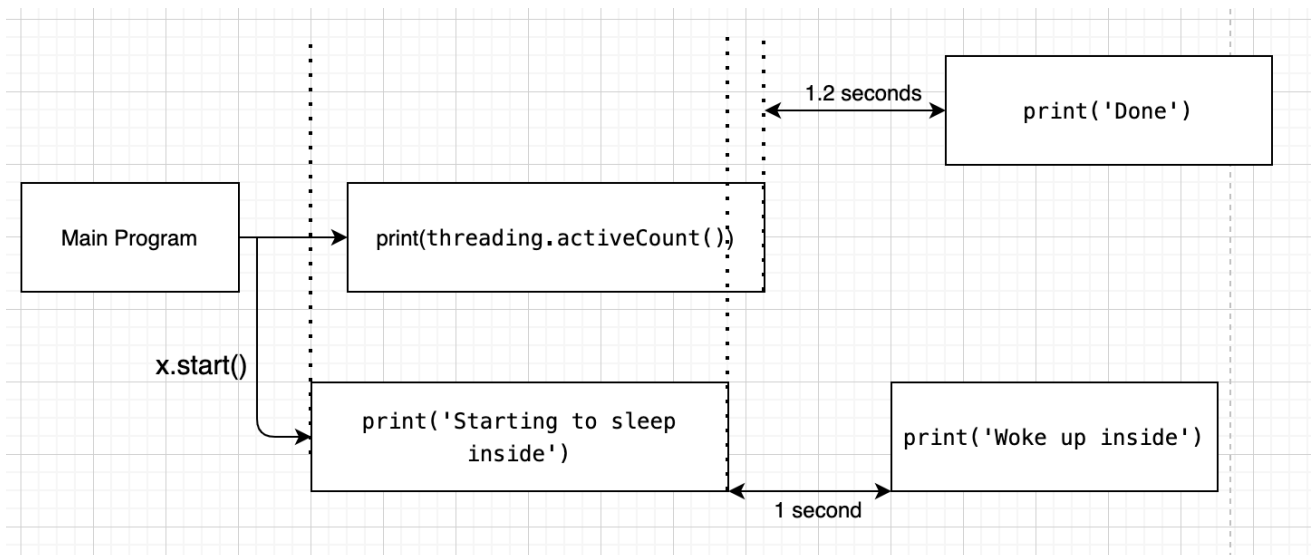 1.2 seconds
print('Done')
Main Program
print(threading.activeCount())
x.start()
print('Starting to sleep
inside')
print('Woke up inside')
1 second